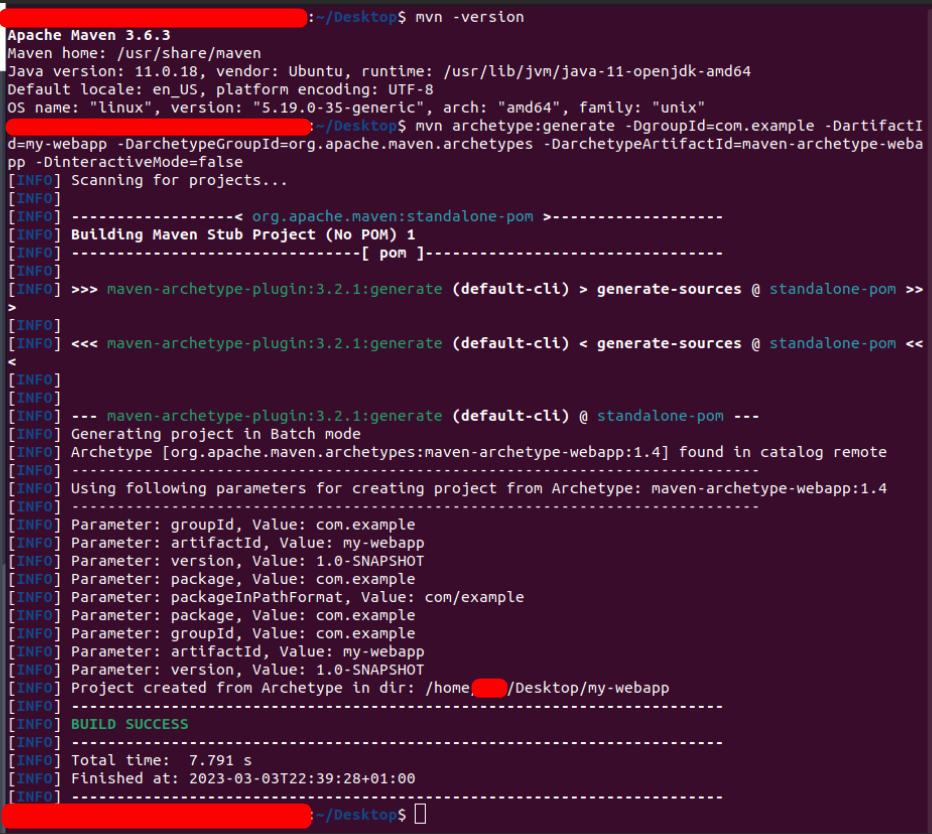 :~/Desktop$ mvn -version
Apache Maven 3.6.3
Maven home: /usr/share/maven
Java version: 11.0.18, vendor: Ubuntu, runtime: /usr/lib/jvm/java-11-openjdk-amd64
Default locale: en_US, platform encoding: UTF-8
OS name: "linux", version: "5.19.0-35-generic", arch: "amd64", family: "unix"
:~/Desktop$ mvn archetype:generate -DgroupId=com.example -DartifactI
d=my-webapp -DarchetypeGroupId=org.apache.maven.archetypes -DarchetypeArtifactId=maven-archetype-weba
pp -DinteractiveMode=false
[INFO] Scanning for projects...
[INFO]
[INFO] ------------------< org.apache.maven:standalone-pom >-------------------
[INFO] Building Maven Stub Project (No POM) 1
[INFO] --------------------------------[ pom ]---------------------------------
[INFO]
[INFO] >>> maven-archetype-plugin:3.2.1:generate (default-cli) > generate-sources @ standalone-pom >>
>
[INFO]
[INFO] <<< maven-archetype-plugin:3.2.1:generate (default-cli) < generate-sources @ standalone-pom <<
<
[INFO]
[INFO]
[INFO] --- maven-archetype-plugin:3.2.1:generate (default-cli) @ standalone-pom ---
[INFO] Generating project in Batch mode
[INFO] Archetype [org.apache.maven.archetypes:maven-archetype-webapp:1.4] found in catalog remote
[INFO] ----------------------------------------------------------------------------
[INFO] Using following parameters for creating project from Archetype: maven-archetype-webapp:1.4
[INFO] ----------------------------------------------------------------------------
[INFO] Parameter: groupId, Value: com.example
[INFO] Parameter: artifactId, Value: my-webapp
[INFO] Parameter: version, Value: 1.0-SNAPSHOT
[INFO] Parameter: package, Value: com.example
[INFO] Parameter: packageInPathFormat, Value: com/example
[INFO] Parameter: package, Value: com.example
[INFO] Parameter: groupId, Value: com.example
[INFO] Parameter: artifactId, Value: my-webapp
[INFO] Parameter: version, Value: 1.0-SNAPSHOT
[INFO] Project created from Archetype in dir: /home/ /Desktop/my-webapp
[INFO] ------------------------------------------------------------------------
[INFO] BUILD SUCCESS
[INFO] ------------------------------------------------------------------------
[INFO] Total time:  7.791 s
[INFO] Finished at: 2023-03-03T22:39:28+01:00
[INFO] ------------------------------------------------------------------------
:~/Desktop$